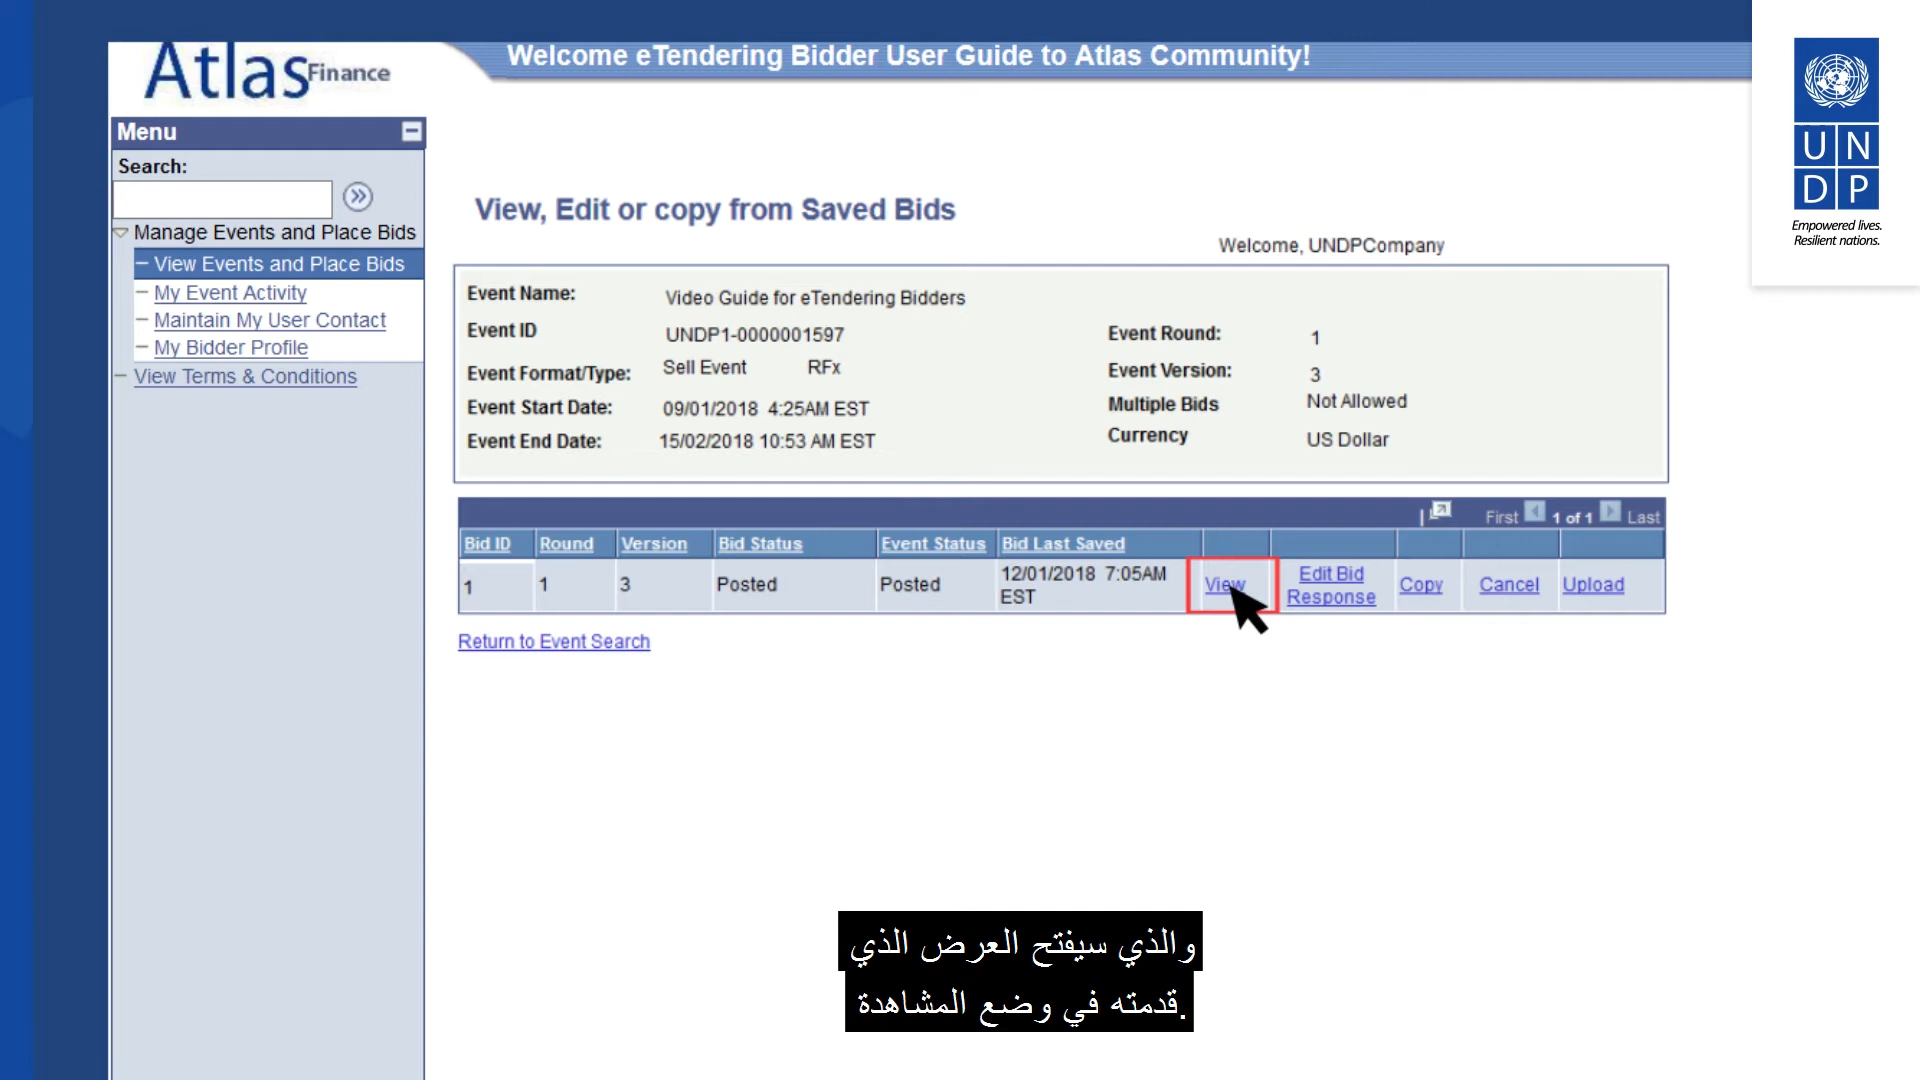 Atlas Finance
Welcome eTendering Bidder User Guide to Atlas Community!
UN
DP
Empowered lives.
Resilient nations.
Menu
Search:
Manage Events and Place Bids
View Events and Place Bids
My Event Activity
Maintain My User Contact
My Bidder Profile
View Terms & Conditions
View, Edit or copy from Saved Bids
Welcome, UNDPCompany
Event Name: Video Guide for eTendering Bidders
Event ID UNDP1-0000001597
Event Round: 1
Event Format/Type: Sell Event RFx
Event Version: 3
Event Start Date: 09/01/2018 4:25AM EST
Multiple Bids Not Allowed
Event End Date: 15/02/2018 10:53 AM EST
Currency US Dollar
First 1 of 1 Last
Bid ID Round Version Bid Status Event Status Bid Last Saved
1 1 3 Posted Posted 12/01/2018 7:05AM EST View Edit Bid Response Copy Cancel Upload
Return to Event Search
والذي سيفتح العرض الذي
قدمته في وضع المشاهدة.